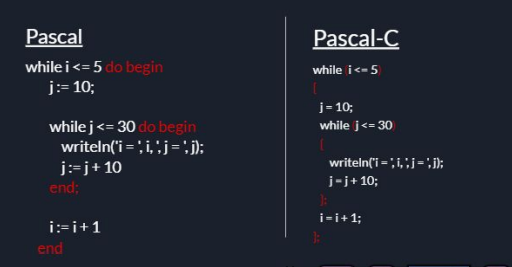 Pascal
while i <= 5 do begin
j := 10;
while j <= 30 do begin
writeln('i = ', i, ', j = ', j);
j := j + 10
end;
i := i + 1
end
Pascal-C
while (i <= 5)
{
j = 10;
while (j <= 30)
{
writeln('i = ', i, ', j = ', j);
j = j + 10;
};
i = i + 1;
};